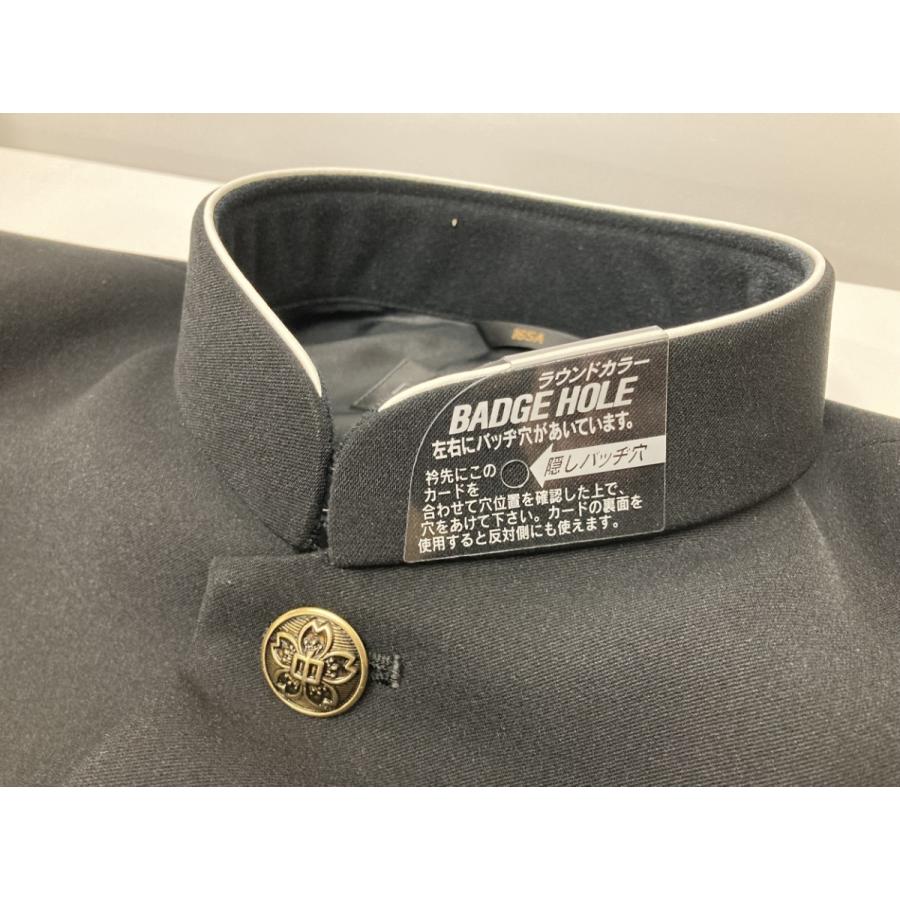 165A
ラウンドカラー
BADGE HOLE
左右にバッヂ穴があいています。
衿先にこの
隠しバッヂ穴
カードを
合わせて穴位置を確認した上で、
穴をあけて下さい。カードの裏面を
使用すると反対側にも使えます。
中